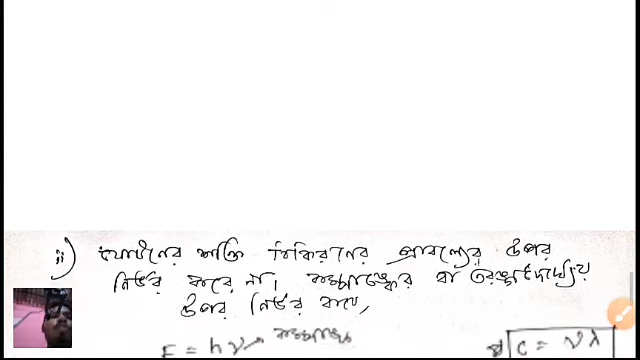 ii) ফোটনের শক্তি বিকিরণের প্রাবল্যের উপর
নির্ভর করে না। কম্পাঙ্কের বা তরঙ্গদৈর্ঘ্যের
উপর নির্ভর করে,
E = hν → কম্পাঙ্ক
C = νλ